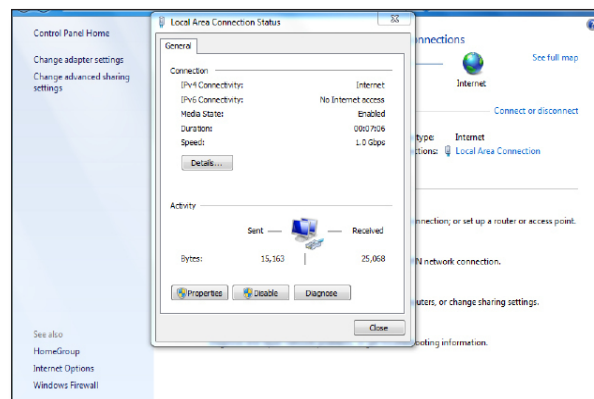 Control Panel Home
Change adapter settings
Change advanced sharing
settings
See also
HomeGroup
Internet Options
Windows Firewall
Local Area Connection Status
General
Connection
IPv4 Connectivity: Internet
IPv6 Connectivity: No Internet access
Media State: Enabled
Duration: 00:07:06
Speed: 1.0 Gbps
Details...
Activity
Sent — — Received
Bytes: 15,163 25,068
Properties Disable Diagnose
Close
onnections
See full map
Internet
Connect or disconnect
type: Internet
ctions: Local Area Connection
onnection; or set up a router or access point.
N network connection.
uters, or change sharing settings.
ooting information.